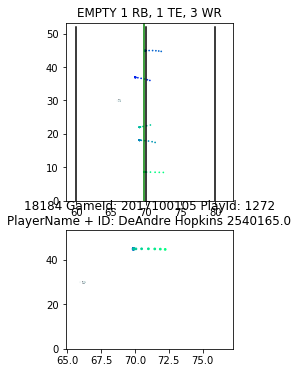 EMPTY 1 RB, 1 TE, 3 WR
50
40
30
20
10
0
60 65 70 75 80
18184 GameId: 2017100105 PlayId: 1272
PlayerName + ID: DeAndre Hopkins 2540165.0
40
20
0
65.0 67.5 70.0 72.5 75.0